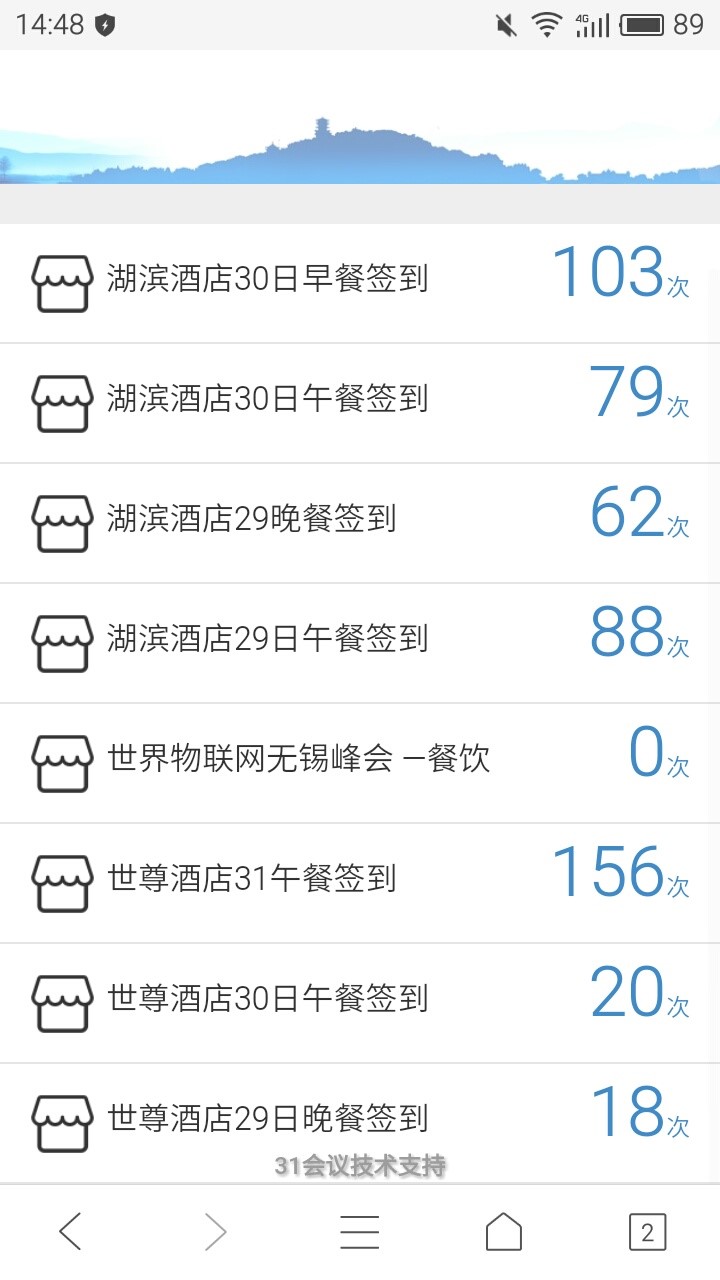 14:48 4G 89
湖滨酒店30日早餐签到 103次
湖滨酒店30日午餐签到 79次
湖滨酒店29晚餐签到 62次
湖滨酒店29日午餐签到 88次
世界物联网无锡峰会 —餐饮 0次
世尊酒店31午餐签到 156次
世尊酒店30日午餐签到 20次
世尊酒店29日晚餐签到 18次
31会议技术支持
2